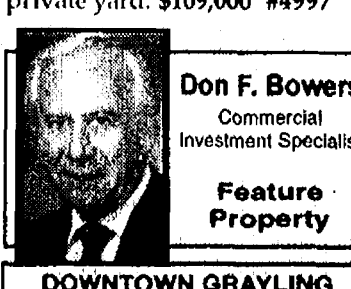 private yard. $109,000 #4997
Don F. Bowers
Commercial
Investment Specialis
Feature
Property
DOWNTOWN GRAYLING